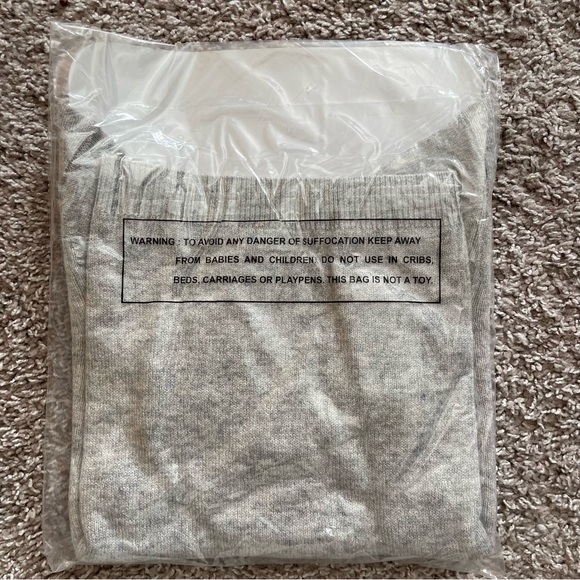 WARNING : TO AVOID ANY DANGER OF SUFFOCATION KEEP AWAY
FROM BABIES AND CHILDREN. DO NOT USE IN CRIBS,
BEDS, CARRIAGES OR PLAYPENS. THIS BAG IS NOT A TOY.